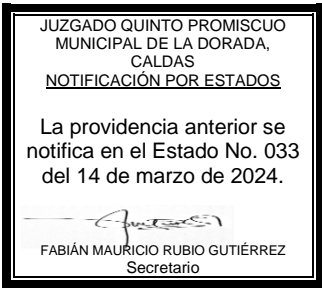 JUZGADO QUINTO PROMISCUO
MUNICIPAL DE LA DORADA,
CALDAS
NOTIFICACIÓN POR ESTADOS
La providencia anterior se
notifica en el Estado No. 033
del 14 de marzo de 2024.
FABIÁN MAURICIO RUBIO GUTIÉRREZ
Secretario